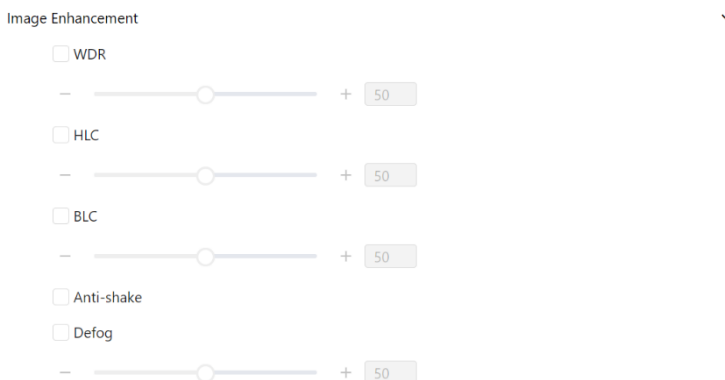 Image Enhancement
WDR
− + 50
HLC
− + 50
BLC
− + 50
Anti-shake
Defog
− + 50